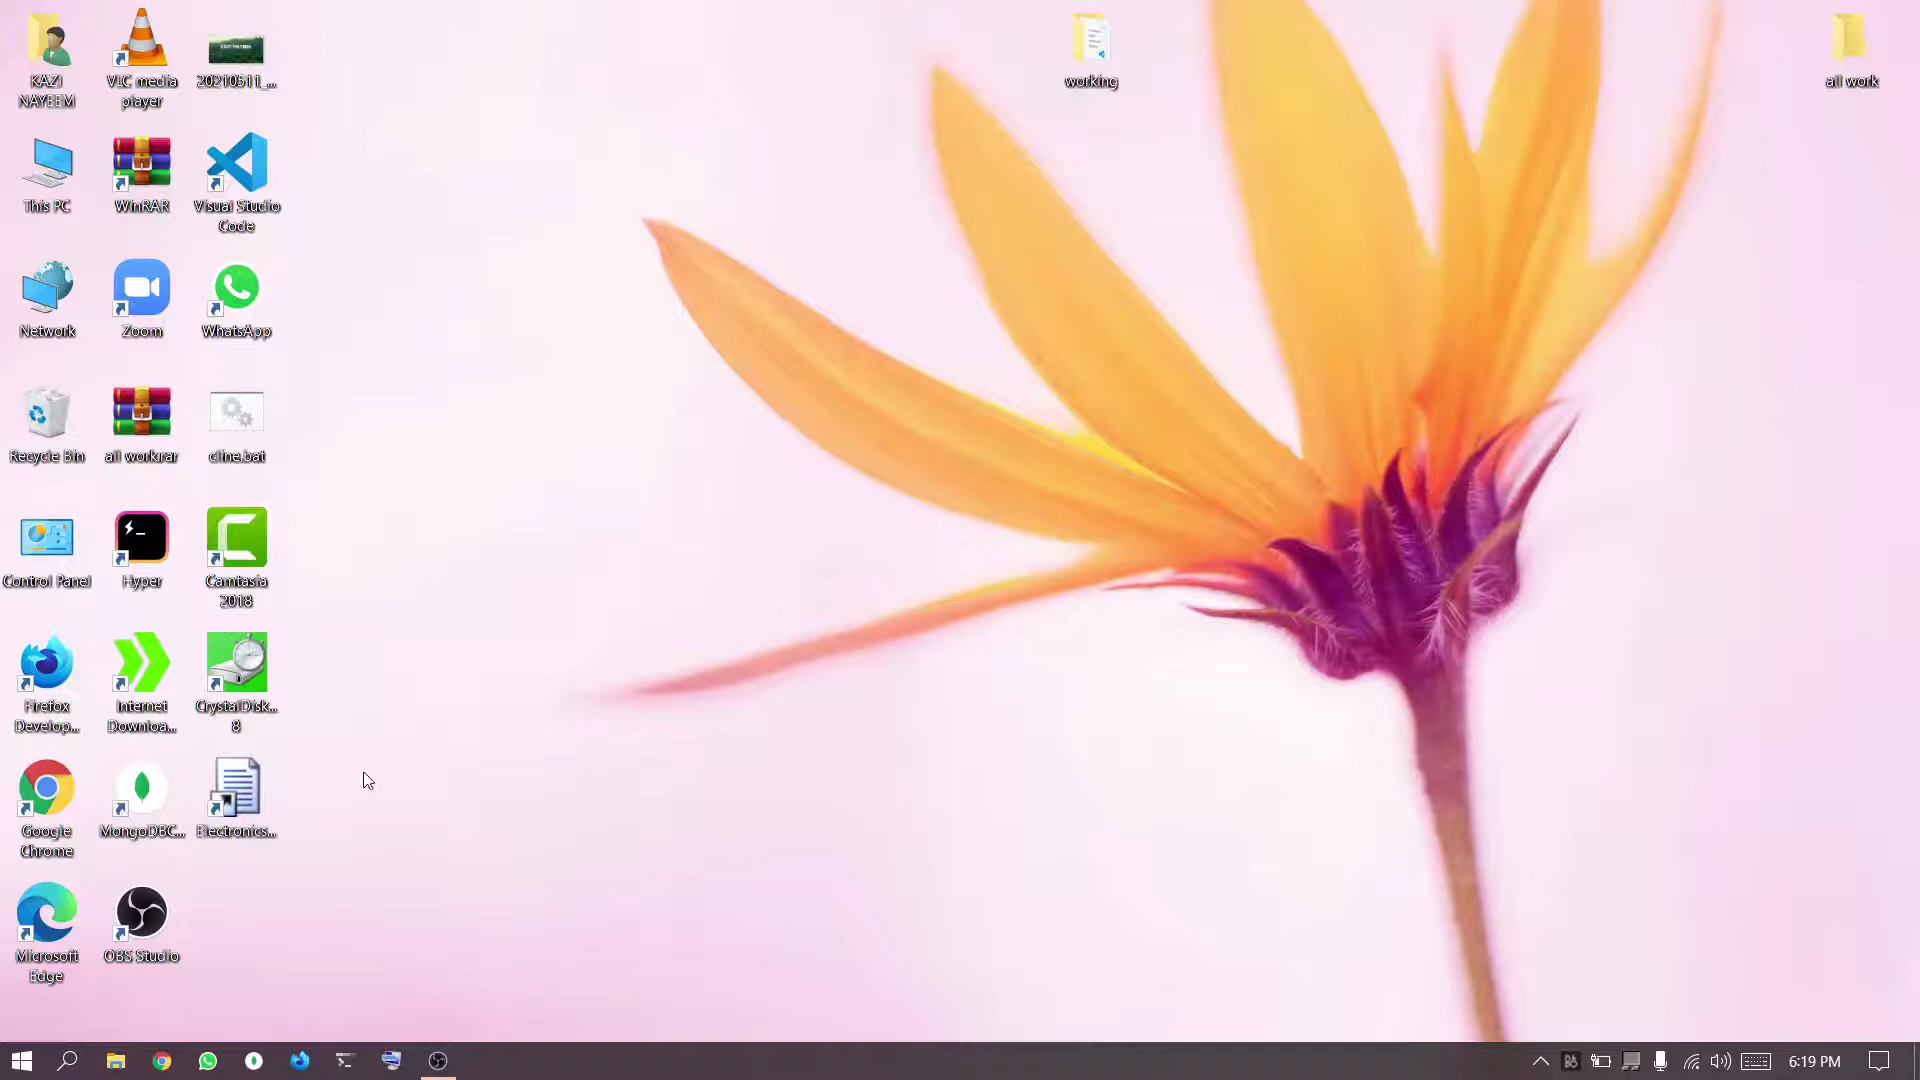 KAZI
NAYEEM
VLC media
player
20210511_...
working
all work
This PC
WinRAR
Visual Studio
Code
Network
Zoom
WhatsApp
Recycle Bin
all work.rar
cline.bat
Control Panel
Hyper
Camtasia
2018
Firefox
Develop...
Internet
Downloa...
CrystalDisk...
8
Google
Chrome
MongoDBC...
Electronics...
Microsoft
Edge
OBS Studio
6:19 PM